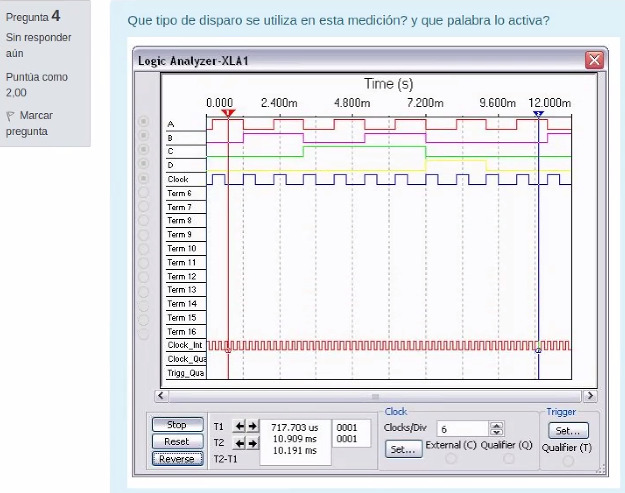 Pregunta 4
Sin responder
aún
Puntúa como
2,00
Marcar
pregunta
Que tipo de disparo se utiliza en esta medición? y que palabra lo activa?
Logic Analyzer-XLA1
Time (s)
0.000 2.400m 4.800m 7.200m 9.600m 12.000m
1 2
A
B
C
D
Clock
Term 6
Term 7
Term 8
Term 9
Term 10
Term 11
Term 12
Term 13
Term 14
Term 15
Term 16
Clock_Int
Clock_Qua
Trigg_Qua
Stop
Reset
Reverse
T1 717.703 us 0001
T2 10.909 ms 0001
T2-T1 10.191 ms
Clock
Clocks/Div 6
Set... External (C) Qualifier (Q)
Trigger
Set...
Qualifier (T)